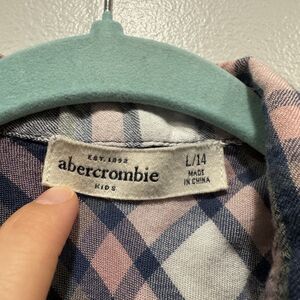 EST. 1892
abercrombie
KIDS
L/14
MADE
IN CHINA